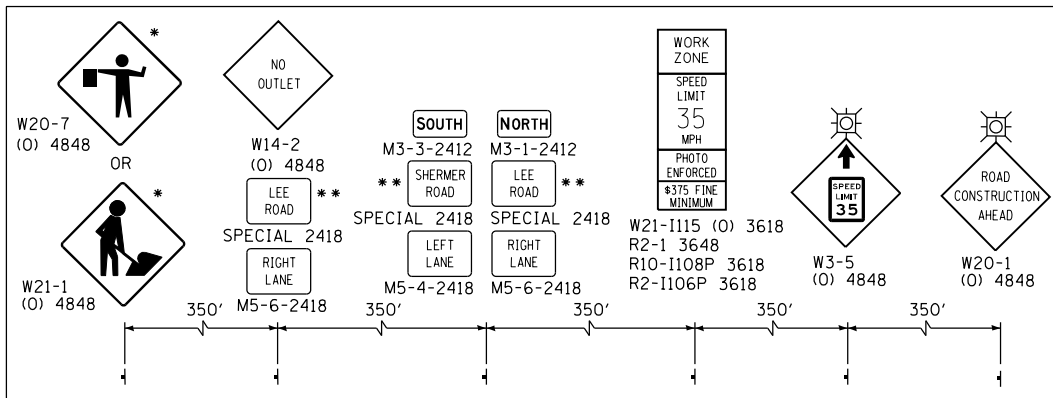 *
W20-7
(O) 4848
OR
*
W21-1
(O) 4848
NO
OUTLET
W14-2
(O) 4848
LEE
ROAD
**
SPECIAL 2418
RIGHT
LANE
M5-6-2418
SOUTH
M3-3-2412
**
SHERMER
ROAD
SPECIAL 2418
LEFT
LANE
M5-4-2418
NORTH
M3-1-2412
LEE
ROAD
**
SPECIAL 2418
RIGHT
LANE
M5-6-2418
WORK
ZONE
SPEED
LIMIT
35
MPH
PHOTO
ENFORCED
$375 FINE
MINIMUM
W21-I115 (O) 3618
R2-1 3648
R10-I108P 3618
R2-I106P 3618
SPEED
LIMIT
35
W3-5
(O) 4848
ROAD
CONSTRUCTION
AHEAD
W20-1
(O) 4848
350'
350'
350'
350'
350'